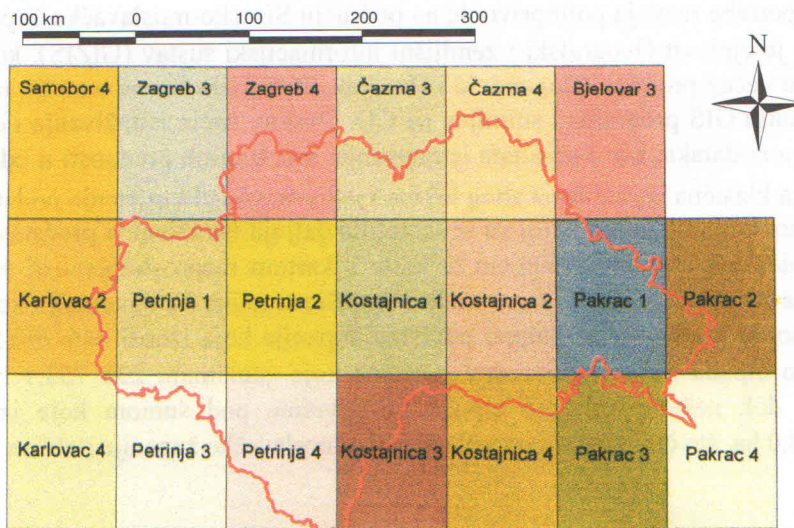 100 km 0 100 200 300
N
Samobor 4 Zagreb 3 Zagreb 4 Čazma 3 Čazma 4 Bjelovar 3
Karlovac 2 Petrinja 1 Petrinja 2 Kostajnica 1 Kostajnica 2 Pakrac 1 Pakrac 2
Karlovac 4 Petrinja 3 Petrinja 4 Kostajnica 3 Kostajnica 4 Pakrac 3 Pakrac 4